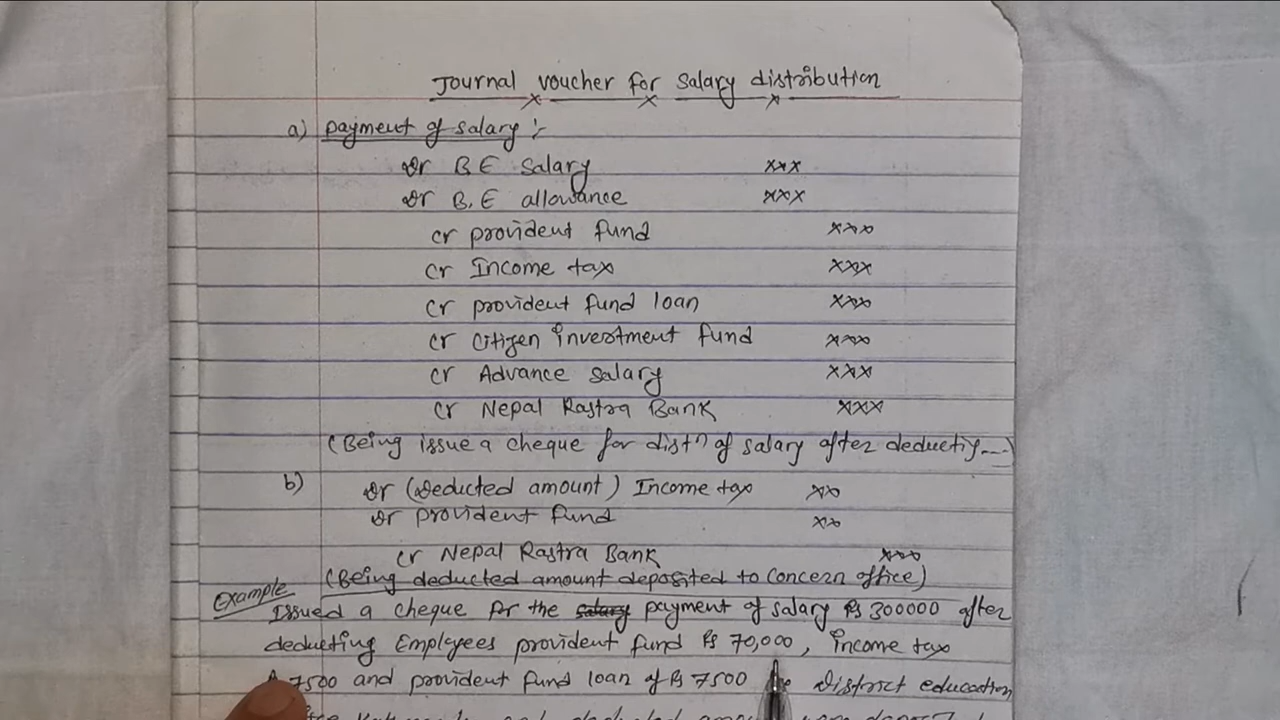 Journal voucher for salary distribution
a) payment of salary :-
Dr B.E salary xxx
Dr B.E allowance xxx
cr provident fund xxx
cr Income tax xxx
cr provident fund loan xxx
cr citizen investment fund xxx
cr Advance salary xxx
cr Nepal Rastra Bank xxx
(Being issue a cheque for distn of salary after deductig....)
b) Dr (Deducted amount) Income tax xx
Dr provident fund xx
cr Nepal Rastra Bank xxx
(Being deducted amount deposited to concern office)
Example
Issued a cheque for the salary payment of salary Rs 300000 after
deducting Employees provident fund Rs 70,000, income tax
7500 and provident fund loan of Rs 7500 District education
and deducted